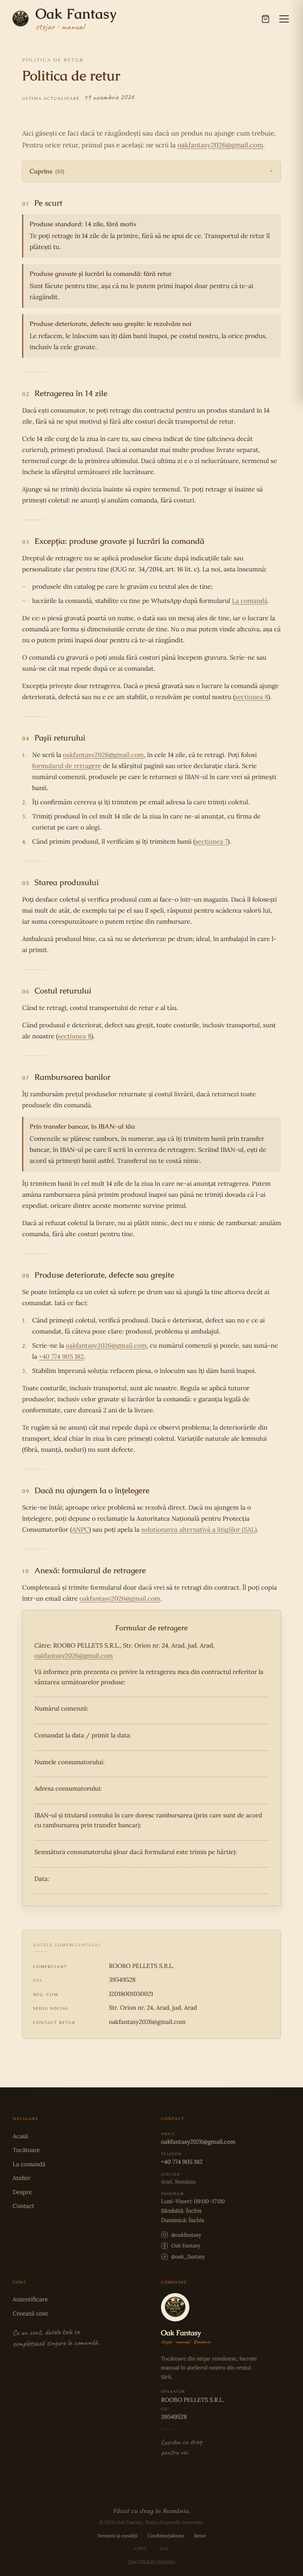 Oak Fantasy
stejar · manual
POLITICA DE RETUR
Politica de retur
ULTIMA ACTUALIZARE 19 noiembrie 2026
Aici găsești ce faci dacă te răzgândești sau dacă un produs nu ajunge cum trebuie.
Pentru orice retur, primul pas e același: ne scrii la oakfantasy2026@gmail.com.
Cuprins (10)
01 Pe scurt
Produse standard: 14 zile, fără motiv
Te poți retrage în 14 zile de la primire, fără să ne spui de ce. Transportul de retur îl
plătești tu.
Produse gravate și lucrări la comandă: fără retur
Sunt făcute pentru tine, așa că nu le putem primi înapoi doar pentru că te-ai
răzgândit.
Produse deteriorate, defecte sau greșite: le rezolvăm noi
Le refacem, le înlocuim sau îți dăm banii înapoi, pe costul nostru, la orice produs,
inclusiv la cele gravate.
02 Retragerea în 14 zile
Dacă ești consumator, te poți retrage din contractul pentru un produs standard în 14
zile, fără să ne spui motivul și fără alte costuri decât transportul de retur.
Cele 14 zile curg de la ziua în care tu, sau cineva indicat de tine (altcineva decât
curierul), primești produsul. Dacă ai comandat mai multe produse livrate separat,
termenul curge de la primirea ultimului. Dacă ultima zi e o zi nelucrătoare, termenul se
încheie la sfârșitul următoarei zile lucrătoare.
Ajunge să ne trimiți decizia înainte să expire termenul. Te poți retrage și înainte să
primești coletul: ne anunți și anulăm comanda, fără costuri.
03 Excepția: produse gravate și lucrări la comandă
Dreptul de retragere nu se aplică produselor făcute după indicațiile tale sau
personalizate clar pentru tine (OUG nr. 34/2014, art. 16 lit. c). La noi, asta înseamnă:
– produsele din catalog pe care le gravăm cu textul ales de tine;
– lucrările la comandă, stabilite cu tine pe WhatsApp după formularul La comandă.
De ce: o piesă gravată poartă un nume, o dată sau un mesaj ales de tine, iar o lucrare la
comandă are forma și dimensiunile cerute de tine. Nu o mai putem vinde altcuiva, așa că
nu o putem primi înapoi doar pentru că te-ai răzgândit.
O comandă cu gravură o poți anula fără costuri până începem gravura. Scrie-ne sau
sună-ne cât mai repede după ce ai comandat.
Excepția privește doar retragerea. Dacă o piesă gravată sau o lucrare la comandă ajunge
deteriorată, defectă sau nu e ce am stabilit, o rezolvăm pe costul nostru (secțiunea 8).
04 Pașii returului
1. Ne scrii la oakfantasy2026@gmail.com, în cele 14 zile, că te retragi. Poți folosi
formularul de retragere de la sfârșitul paginii sau orice declarație clară. Scrie
numărul comenzii, produsele pe care le returnezi și IBAN-ul în care vrei să primești
banii.
2. Îți confirmăm cererea și îți trimitem pe email adresa la care trimiți coletul.
3. Trimiți produsul în cel mult 14 zile de la ziua în care ne-ai anunțat, cu firma de
curierat pe care o alegi.
4. Când primim produsul, îl verificăm și îți trimitem banii (secțiunea 7).
05 Starea produsului
Poți desface coletul și verifica produsul cum ai face-o într-un magazin. Dacă îl folosești
mai mult de atât, de exemplu tai pe el sau îl speli, răspunzi pentru scăderea valorii lui,
iar suma corespunzătoare o putem reține din rambursare.
Ambalează produsul bine, ca să nu se deterioreze pe drum; ideal, în ambalajul în care l-
ai primit.
06 Costul returului
Când te retragi, costul transportului de retur e al tău.
Când produsul e deteriorat, defect sau greșit, toate costurile, inclusiv transportul, sunt
ale noastre (secțiunea 8).
07 Rambursarea banilor
Îți rambursăm prețul produselor returnate și costul livrării, dacă returnezi toate
produsele din comandă.
Prin transfer bancar, în IBAN-ul tău
Comenzile se plătesc ramburs, în numerar, așa că îți trimitem banii prin transfer
bancar, în IBAN-ul pe care îl scrii în cererea de retragere. Scriind IBAN-ul, ești de
acord să primești banii astfel. Transferul nu te costă nimic.
Îți trimitem banii în cel mult 14 zile de la ziua în care ne-ai anunțat retragerea. Putem
amâna rambursarea până primim produsul înapoi sau până ne trimiți dovada că l-ai
expediat, oricare dintre aceste momente survine primul.
Dacă ai refuzat coletul la livrare, nu ai plătit nimic, deci nu e nimic de rambursat: anulăm
comanda, fără alte costuri pentru tine.
08 Produse deteriorate, defecte sau greșite
Se poate întâmpla ca un colet să sufere pe drum sau să ajungă la tine altceva decât ai
comandat. Iată ce faci:
1. Când primești coletul, verifică produsul. Dacă e deteriorat, defect sau nu e ce ai
comandat, fă câteva poze clare: produsul, problema și ambalajul.
2. Scrie-ne la oakfantasy2026@gmail.com, cu numărul comenzii și pozele, sau sună-ne
la +40 774 905 182.
3. Stabilim împreună soluția: refacem piesa, o înlocuim sau îți dăm banii înapoi.
Toate costurile, inclusiv transportul, sunt ale noastre. Regula se aplică tuturor
produselor, inclusiv celor gravate și lucrărilor la comandă: e garanția legală de
conformitate, care durează 2 ani de la livrare.
Te rugăm să ne anunți cât mai repede după ce observi problema; la deteriorările din
transport, ideal chiar în ziua în care primești coletul. Variațiile naturale ale lemnului
(fibră, nuanță, noduri) nu sunt defecte.
09 Dacă nu ajungem la o înțelegere
Scrie-ne întâi; aproape orice problemă se rezolvă direct. Dacă nu ajungem la o
înțelegere, poți depune o reclamație la Autoritatea Națională pentru Protecția
Consumatorilor (ANPC) sau poți apela la soluționarea alternativă a litigiilor (SAL).
10 Anexă: formularul de retragere
Completează și trimite formularul doar dacă vrei să te retragi din contract. Îl poți copia
într-un email către oakfantasy2026@gmail.com.
Formular de retragere
Către: ROOBO PELLETS S.R.L., Str. Orion nr. 24, Arad, jud. Arad,
oakfantasy2026@gmail.com
Vă informez prin prezenta cu privire la retragerea mea din contractul referitor la
vânzarea următoarelor produse:
Numărul comenzii:
Comandat la data / primit la data:
Numele consumatorului:
Adresa consumatorului:
IBAN-ul și titularul contului în care doresc rambursarea (prin care sunt de acord
cu rambursarea prin transfer bancar):
Semnătura consumatorului (doar dacă formularul este trimis pe hârtie):
Data:
DATELE COMERCIANTULUI
COMERCIANT ROOBO PELLETS S.R.L.
CUI 39549528
REG. COM. J2018001030021
SEDIU SOCIAL Str. Orion nr. 24, Arad, jud. Arad
CONTACT RETUR oakfantasy2026@gmail.com
NAVIGARE
Acasă
Tocătoare
La comandă
Atelier
Despre
Contact
CONTACT
EMAIL
oakfantasy2026@gmail.com
TELEFON
+40 774 905 182
ATELIER
Arad, România
PROGRAM
Luni–Vineri: 09:00–17:00
Sâmbătă: Închis
Duminică: Închis
@oakfantasy
Oak Fantasy
@oak_fantasy
CONT
Autentificare
Creează cont
Cu un cont, datele tale se
completează singure la comandă.
COMPANIE
Oak Fantasy
stejar · manual · România
Tocătoare din stejar românesc, lucrate
manual în atelierul nostru din vestul
țării.
OPERATOR
ROOBO PELLETS S.R.L.
CUI
39549528
Lucrăm cu drag
pentru voi.
Făcut cu drag în România.
© 2026 Oak Fantasy. Toate drepturile rezervate.
Termeni și condiții · Confidențialitate · Retur
ANPC · SAL